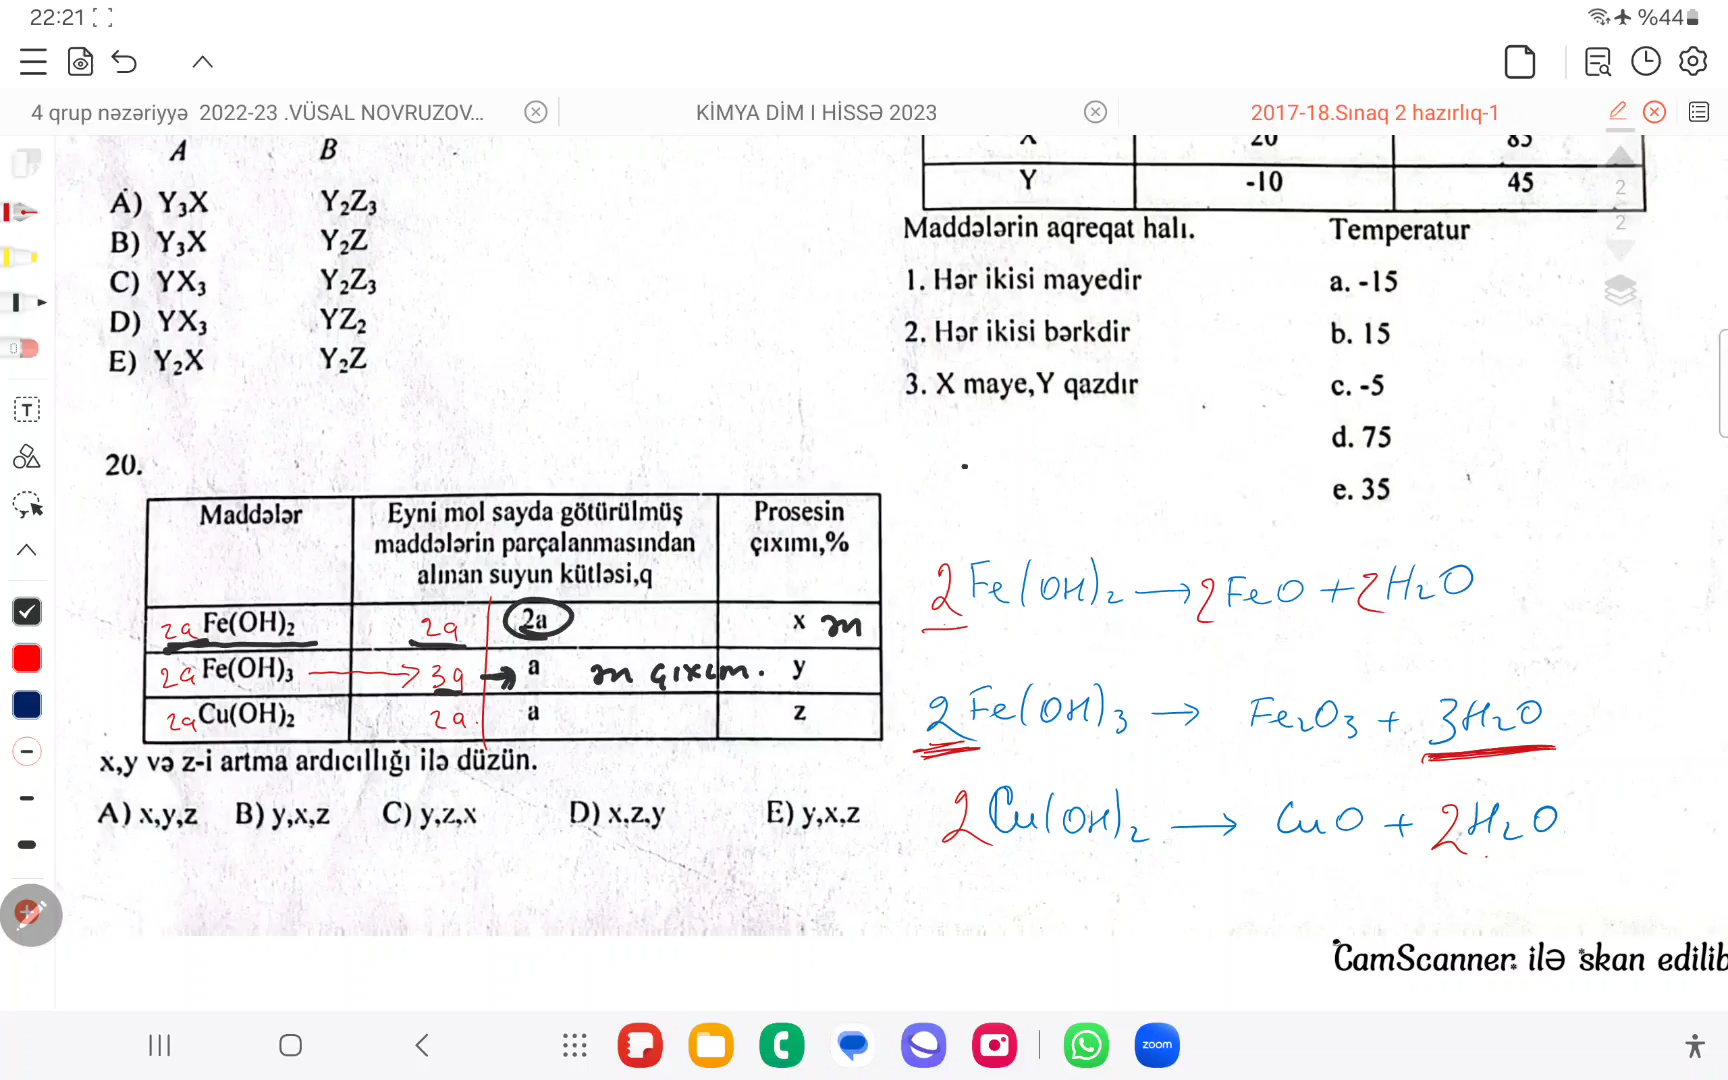 22:21
%44
4 qrup nəzəriyyə 2022-23 .VÜSAL NOVRUZOV...
KİMYA DİM I HİSSƏ 2023
2017-18.Sınaq 2 hazırlıq-1
A B
A) Y₃X Y₂Z₃
B) Y₃X Y₂Z
C) YX₃ Y₂Z₃
D) YX₃ YZ₂
E) Y₂X Y₂Z
20.
Maddələr
Eyni mol sayda götürülmüş maddələrin parçalanmasından alınan suyun kütləsi,q
Prosesin çıxımı,%
2a Fe(OH)₂ 2a 2a x m
2a Fe(OH)₃ → 3a → a m çıxım. y
2a Cu(OH)₂ 2a. a z
x,y və z-i artma ardıcıllığı ilə düzün.
A) x,y,z B) y,x,z C) y,z,x D) x,z,y E) y,x,z
X 20 85
Y -10 45
2
2
Maddələrin aqreqat halı. Temperatur
1. Hər ikisi mayedir a. -15
2. Hər ikisi bərkdir b. 15
3. X maye,Y qazdır c. -5
d. 75
e. 35
2Fe(OH)₂ → 2FeO + 2H₂O
2Fe(OH)₃ → Fe₂O₃ + 3H₂O
2Cu(OH)₂ → CuO + 2H₂O
CamScanner ilə skan edilib
zoom